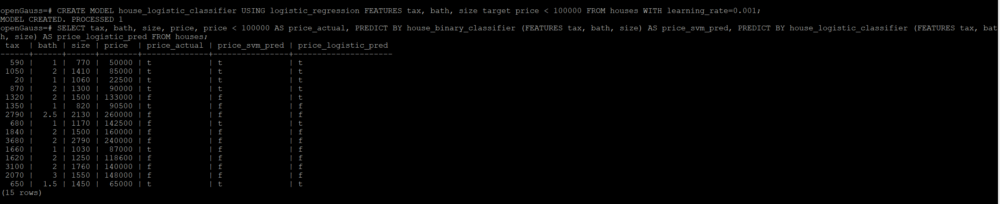 openGauss=# CREATE MODEL house_logistic_classifier USING logistic_regression FEATURES tax, bath, size target price < 100000 FROM houses WITH learning_rate=0.001;
MODEL CREATED. PROCESSED 1
openGauss=# SELECT tax, bath, size, price, price < 100000 AS price_actual, PREDICT BY house_binary_classifier (FEATURES tax, bath, size) AS price_svm_pred, PREDICT BY house_logistic_classifier (FEATURES tax, bat
h, size) AS price_logistic_pred FROM houses;
 tax  | bath | size | price  | price_actual | price_svm_pred | price_logistic_pred
------+------+------+--------+--------------+----------------+---------------------
  590 |    1 |  770 |  50000 | t            | t              | t
 1050 |    2 | 1410 |  85000 | t            | t              | t
   20 |    1 | 1060 |  22500 | t            | t              | t
  870 |    2 | 1300 |  90000 | t            | t              | t
 1320 |    2 | 1500 | 133000 | f            | f              | t
 1350 |    1 |  820 |  90500 | t            | f              | f
 2790 |  2.5 | 2130 | 260000 | f            | f              | f
  680 |    1 | 1170 | 142500 | f            | t              | t
 1840 |    2 | 1500 | 160000 | f            | f              | f
 3680 |    2 | 2790 | 240000 | f            | f              | f
 1660 |    1 | 1030 |  87000 | t            | f              | f
 1620 |    2 | 1250 | 118600 | f            | f              | f
 3100 |    2 | 1760 | 140000 | f            | f              | f
 2070 |    3 | 1550 | 148000 | f            | f              | f
  650 |  1.5 | 1450 |  65000 | t            | t              | t
(15 rows)